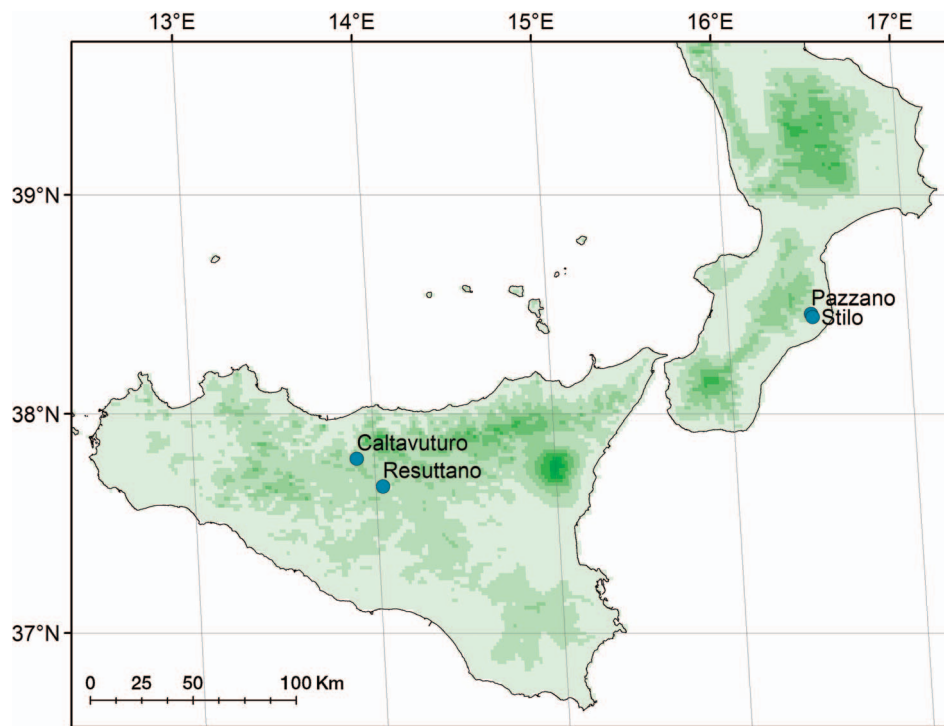 13°E 14°E 15°E 16°E 17°E
39°N
Pazzano
Stilo
38°N
Caltavuturo
Resuttano
37°N
0 25 50 100 Km